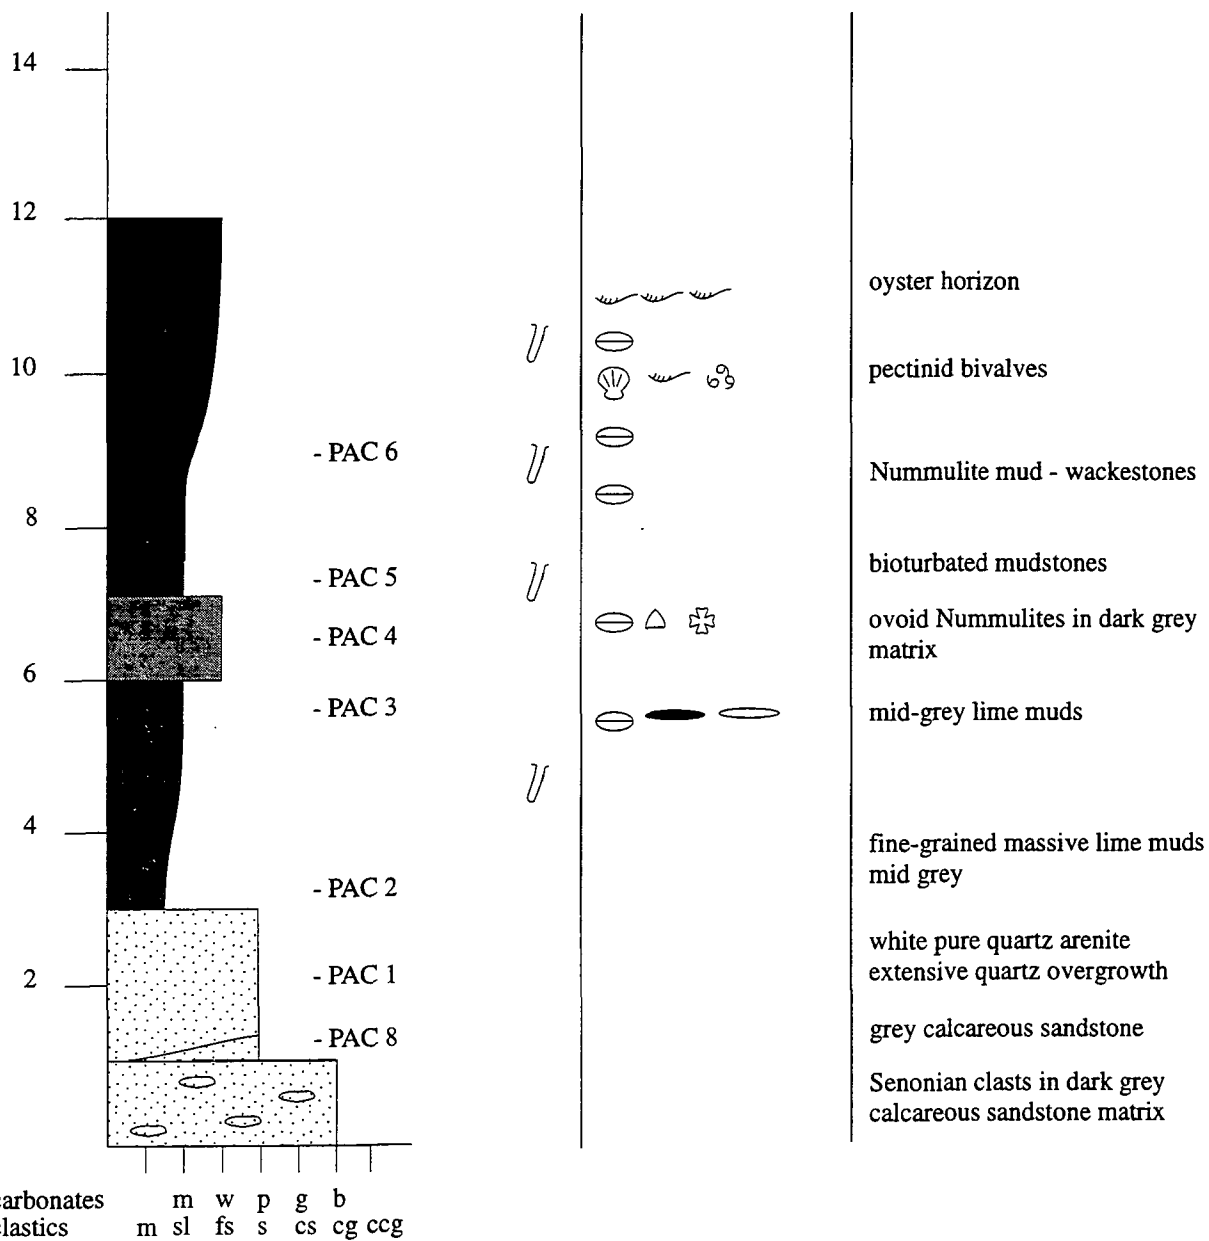 14
12
oyster horizon
10
pectinid bivalves
- PAC 6
Nummulite mud - wackestones
8
bioturbated mudstones
- PAC 5
ovoid Nummulites in dark grey
matrix
- PAC 4
6
- PAC 3
mid-grey lime muds
4
fine-grained massive lime muds
mid grey
- PAC 2
white pure quartz arenite
extensive quartz overgrowth
2
- PAC 1
grey calcareous sandstone
- PAC 8
Senonian clasts in dark grey
calcareous sandstone matrix
carbonates m w p g b
clastics m sl fs s cs cg ccg